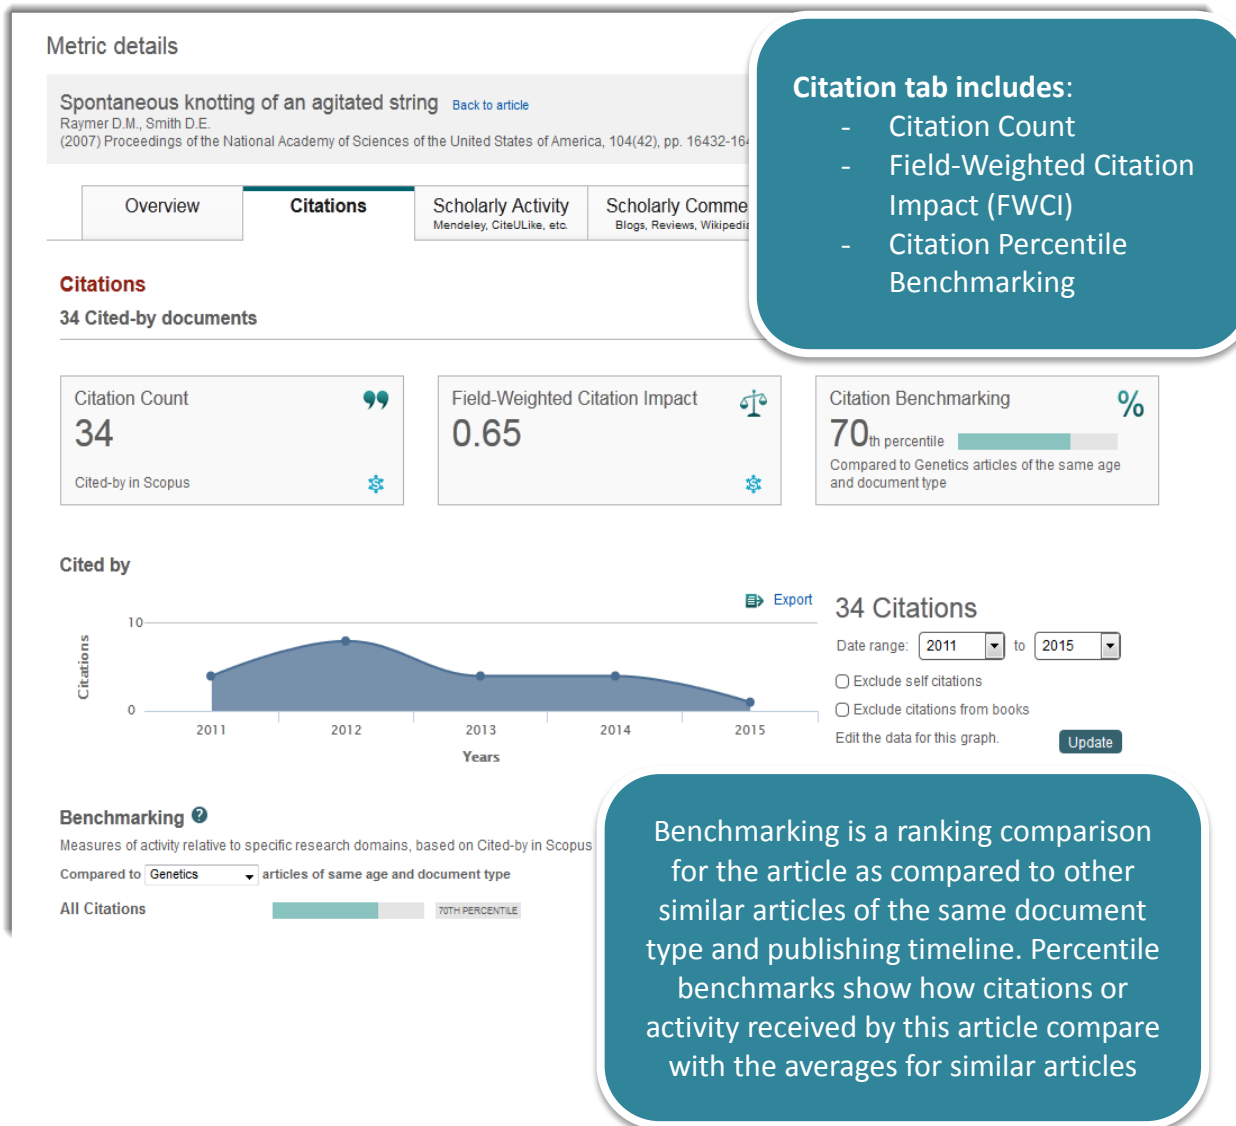 Metric details
Spontaneous knotting of an agitated string Back to article
Raymer D.M., Smith D.E.
(2007) Proceedings of the National Academy of Sciences of the United States of America, 104(42), pp. 16432-164
Overview
Citations
Scholarly Activity
Mendeley, CiteULike, etc.
Scholarly Comme
Blogs, Reviews, Wikipedia
Citation tab includes:
- Citation Count
- Field-Weighted Citation
Impact (FWCI)
- Citation Percentile
Benchmarking
Citations
34 Cited-by documents
Citation Count
34
Cited-by in Scopus
Field-Weighted Citation Impact
0.65
Citation Benchmarking
%
70th percentile
Compared to Genetics articles of the same age
and document type
Cited by
Export
10
0
Citations
2011 2012 2013 2014 2015
Years
34 Citations
Date range: 2011 to 2015
Exclude self citations
Exclude citations from books
Edit the data for this graph. Update
Benchmarking ?
Measures of activity relative to specific research domains, based on Cited-by in Scopus
Compared to Genetics articles of same age and document type
All Citations 70TH PERCENTILE
Benchmarking is a ranking comparison
for the article as compared to other
similar articles of the same document
type and publishing timeline. Percentile
benchmarks show how citations or
activity received by this article compare
with the averages for similar articles